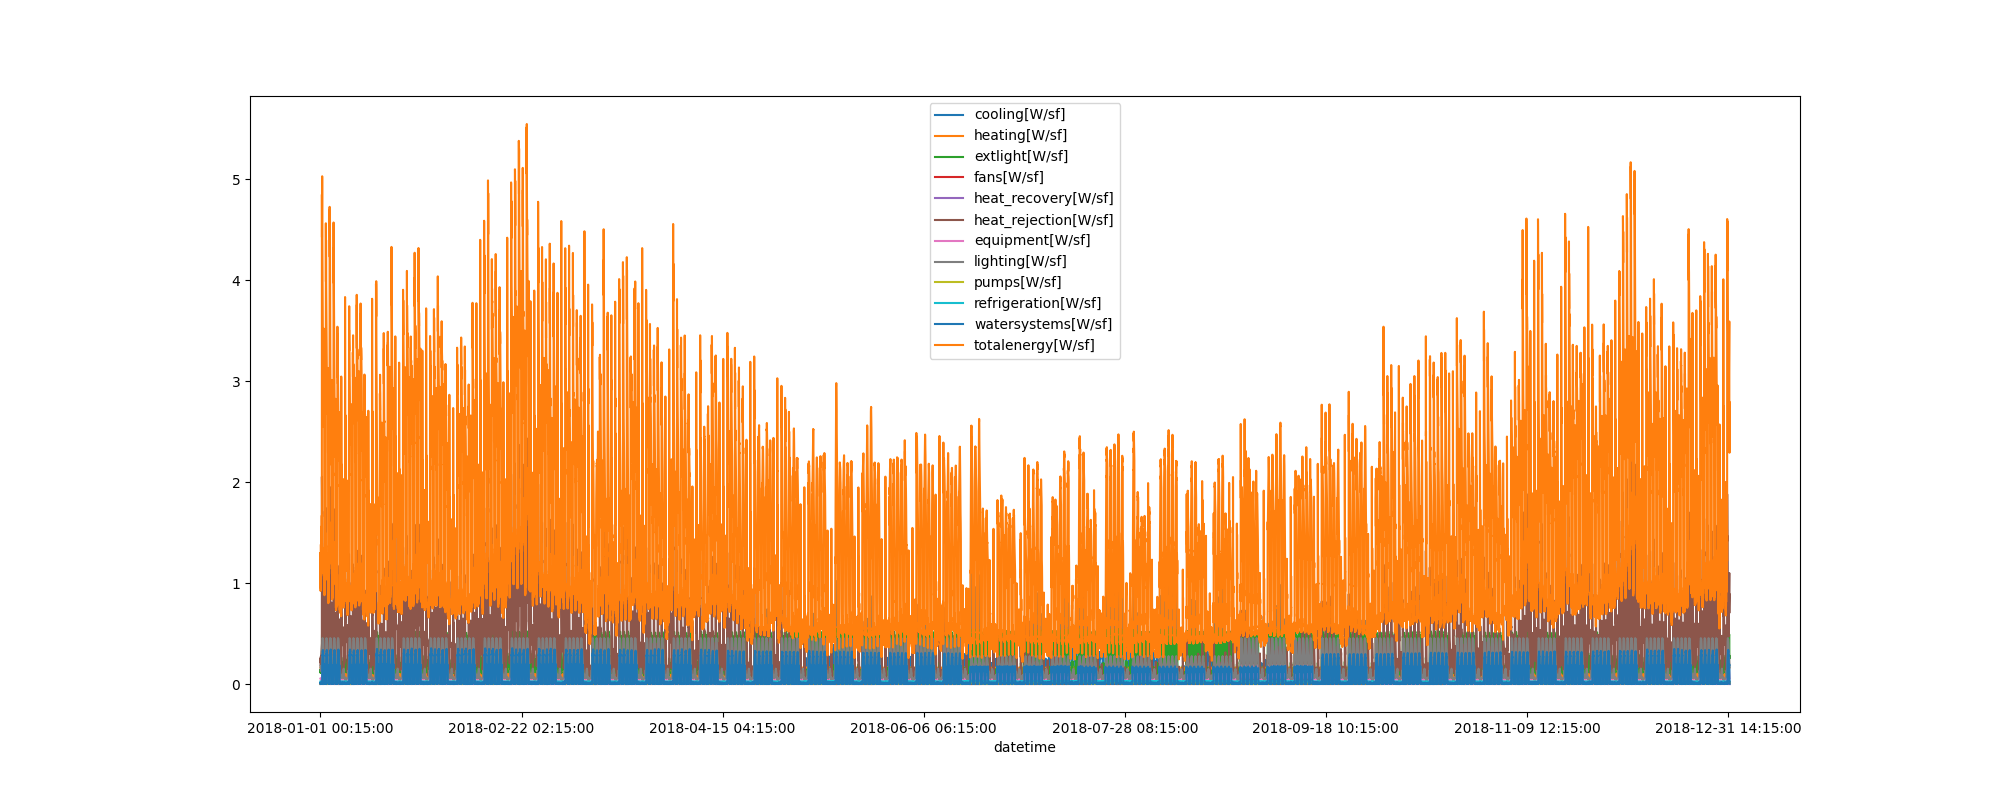 cooling[W/sf]
heating[W/sf]
extlight[W/sf]
fans[W/sf]
heat_recovery[W/sf]
heat_rejection[W/sf]
equipment[W/sf]
lighting[W/sf]
pumps[W/sf]
refrigeration[W/sf]
watersystems[W/sf]
totalenergy[W/sf]
5
4
3
2
1
0
2018-01-01 00:15:00 2018-02-22 02:15:00 2018-04-15 04:15:00 2018-06-06 06:15:00 2018-07-28 08:15:00 2018-09-18 10:15:00 2018-11-09 12:15:00 2018-12-31 14:15:00
datetime